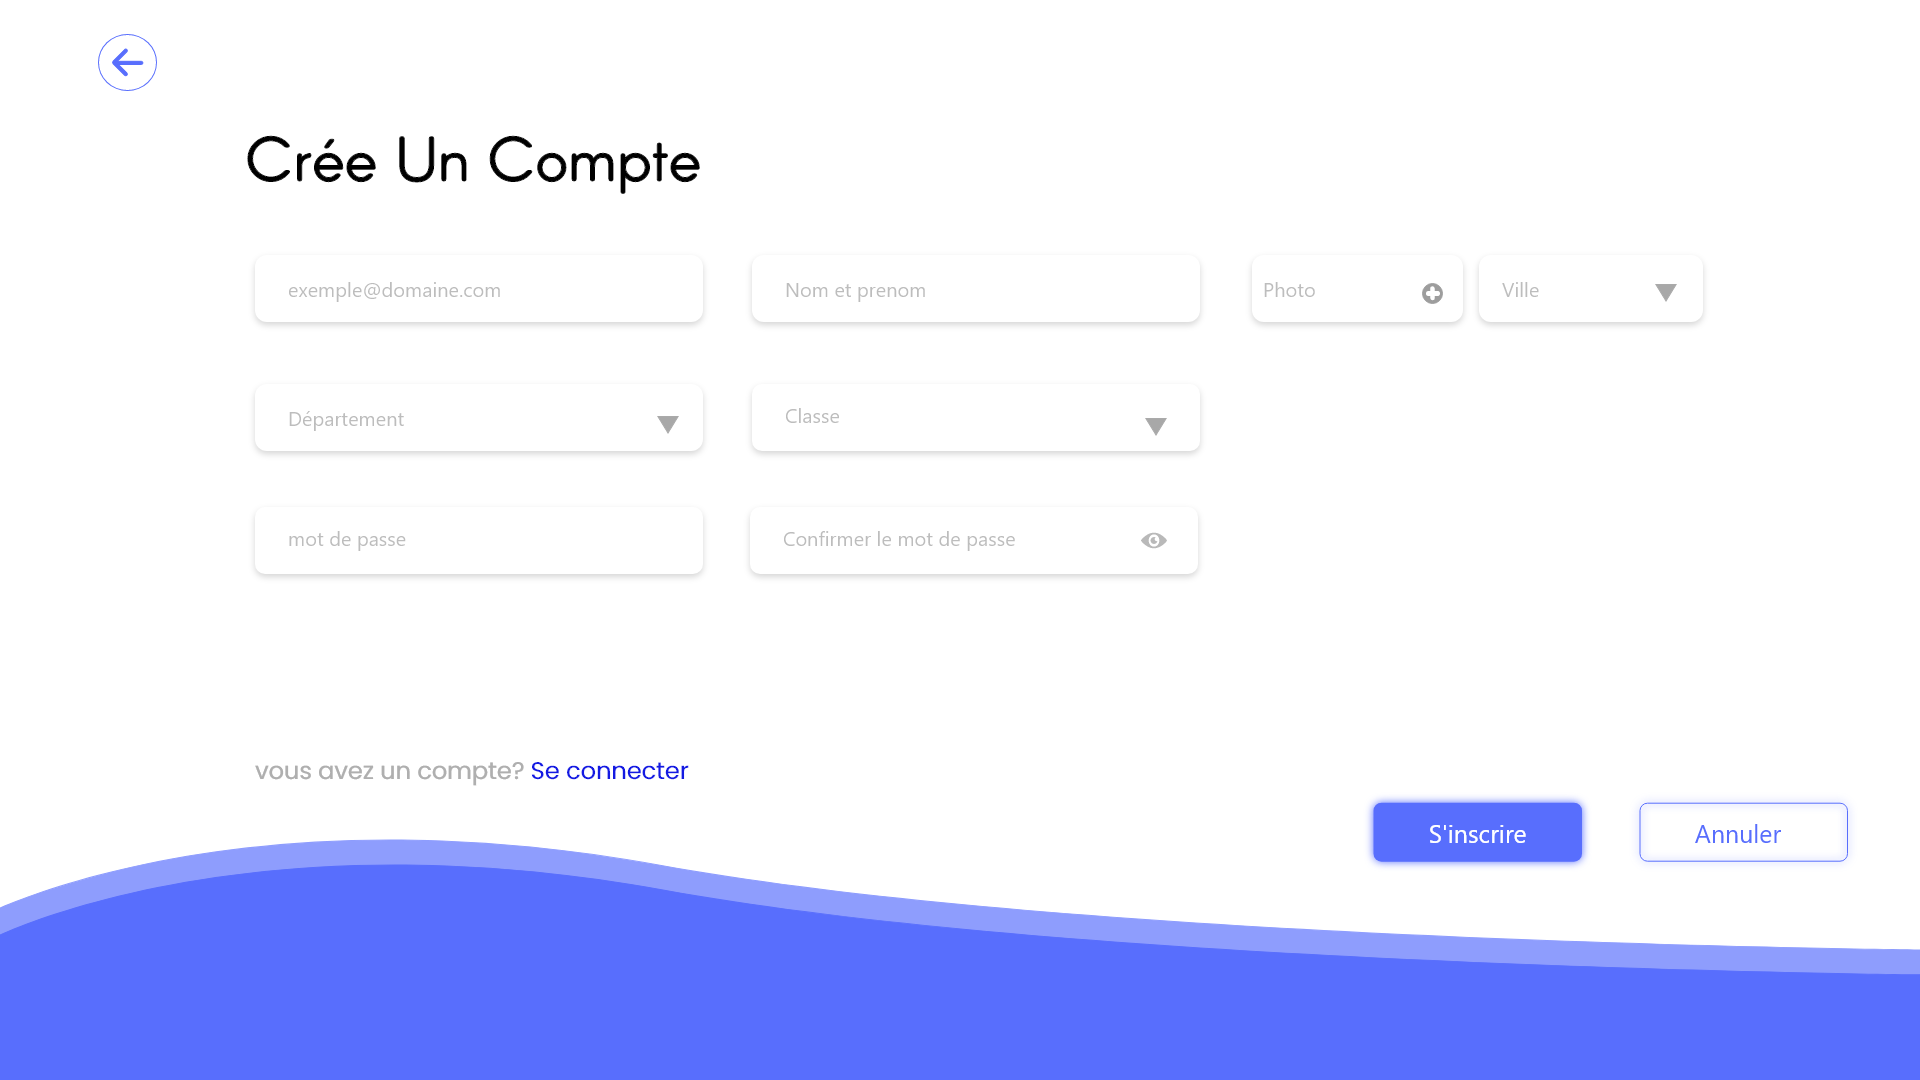 Crée Un Compte
exemple@domaine.com
Nom et prenom
Photo
Ville
Département
Classe
mot de passe
Confirmer le mot de passe
vous avez un compte? Se connecter
S'inscrire
Annuler